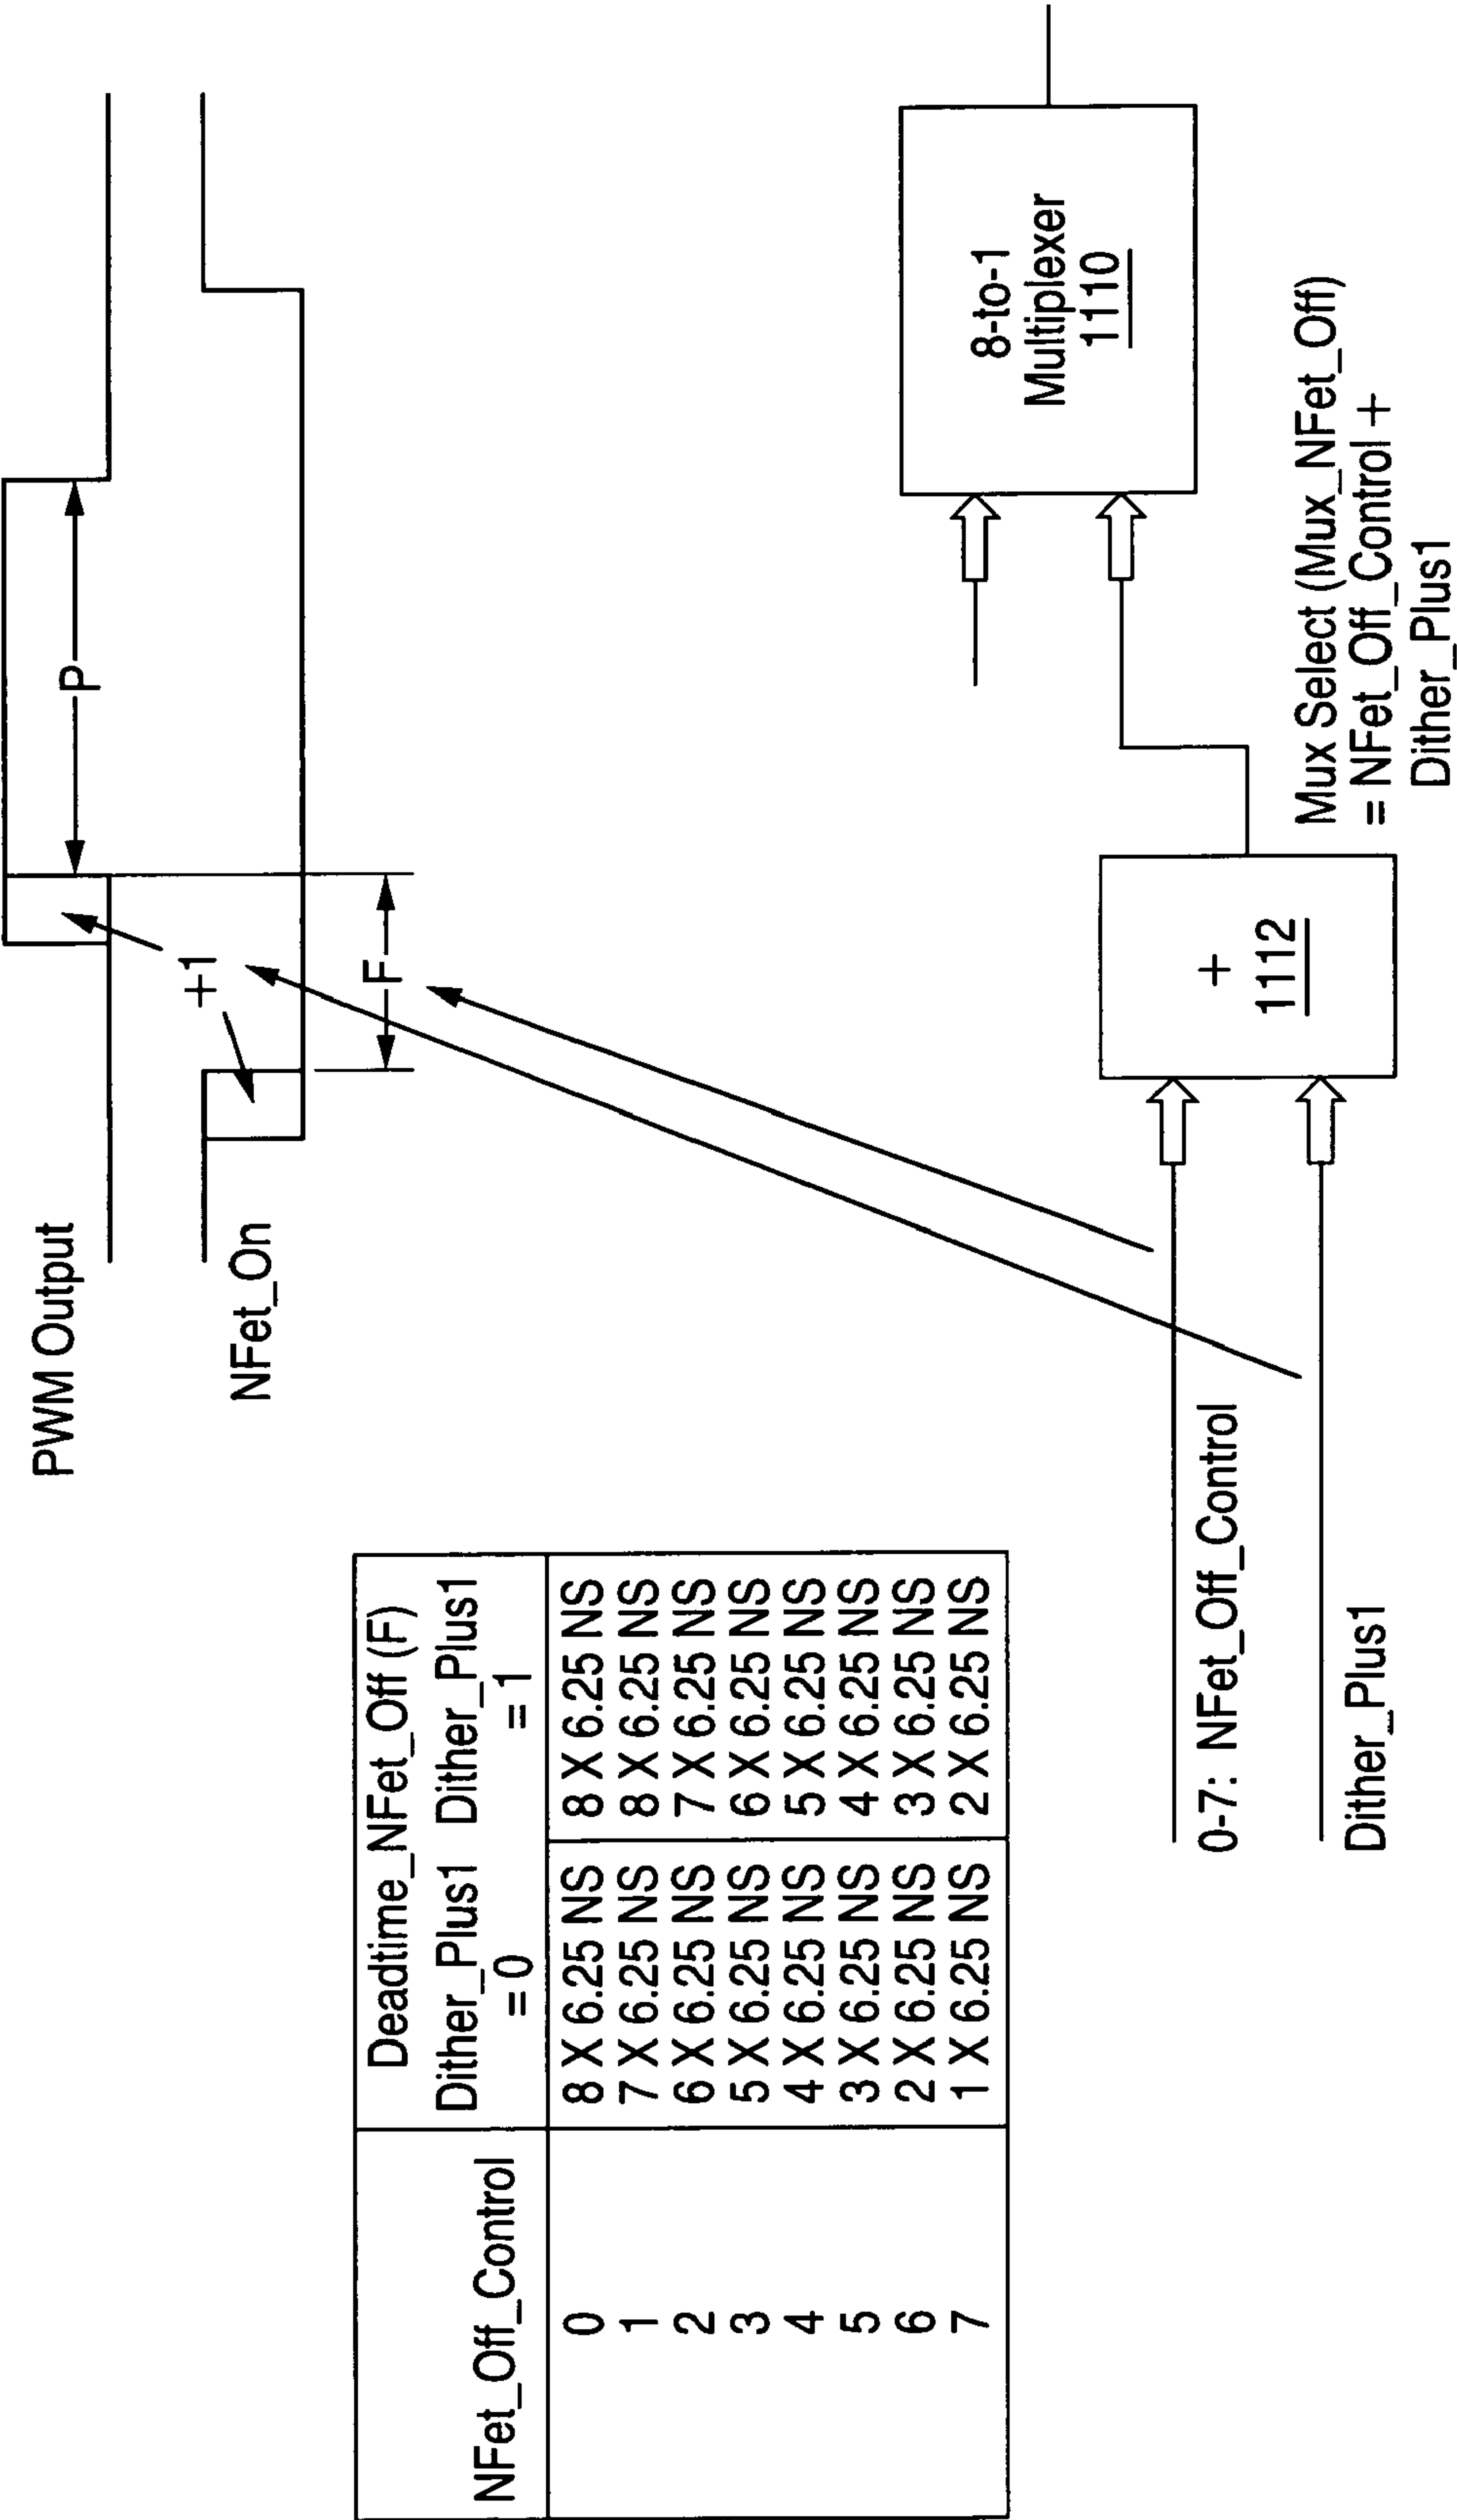 PWM Output
NFet_On
+1
P
F
Deadtime_NFet_Off (F)
NFet_Off_Control Dither_Plus1 Dither_Plus1
=0 =1
0 8 X 6.25 NS 8 X 6.25 NS
1 7 X 6.25 NS 8 X 6.25 NS
2 6 X 6.25 NS 7 X 6.25 NS
3 5 X 6.25 NS 6 X 6.25 NS
4 4 X 6.25 NS 5 X 6.25 NS
5 3 X 6.25 NS 4 X 6.25 NS
6 2 X 6.25 NS 3 X 6.25 NS
7 1 X 6.25 NS 2 X 6.25 NS
0-7: NFet_Off_Control
Dither_Plus1
+
1112
8-to-1
Multiplexer
1110
Mux Select (Mux_NFet_Off)
= NFet_Off_Control +
Dither_Plus1